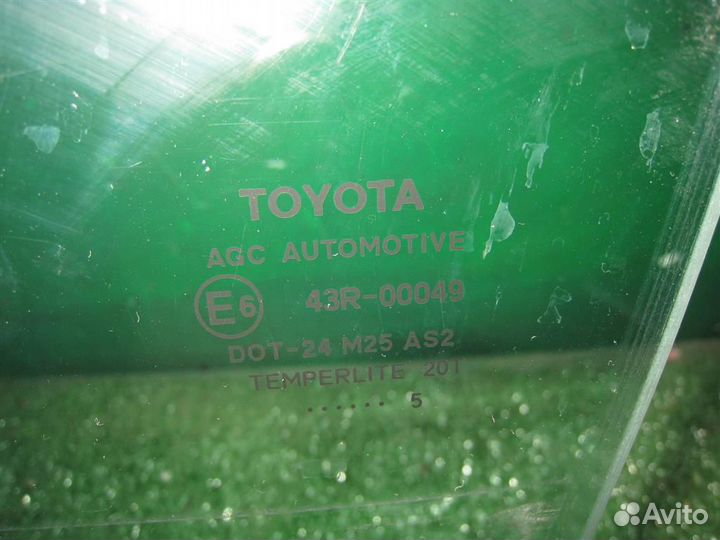 TOYOTA
AGC AUTOMOTIVE
E6 43R-00049
DOT-24 M25 AS2
TEMPERLITE 201
...... 5
Avito